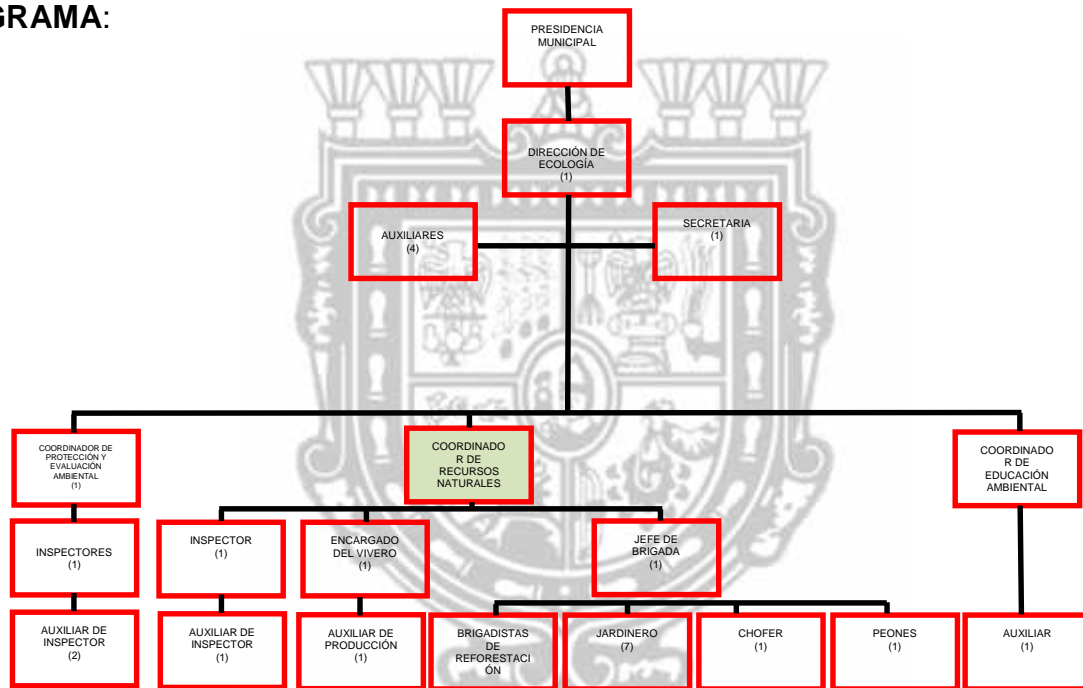 GRAMA:
PRESIDENCIA
MUNICIPAL
DIRECCIÓN DE
ECOLOGÍA
(1)
AUXILIARES
(4)
SECRETARIA
(1)
COORDINADOR DE
PROTECCIÓN Y
EVALUACIÓN
AMBIENTAL
(1)
COORDINADO
R DE
RECURSOS
NATURALES
COORDINADO
R DE
EDUCACIÓN
AMBIENTAL
INSPECTORES
(1)
INSPECTOR
(1)
ENCARGADO
DEL VIVERO
(1)
JEFE DE
BRIGADA
(1)
AUXILIAR DE
INSPECTOR
(2)
AUXILIAR DE
INSPECTOR
(1)
AUXILIAR DE
PRODUCCIÓN
(1)
BRIGADISTAS
DE
REFORESTACI
ÓN
JARDINERO
(7)
CHOFER
(1)
PEONES
(1)
AUXILIAR
(1)